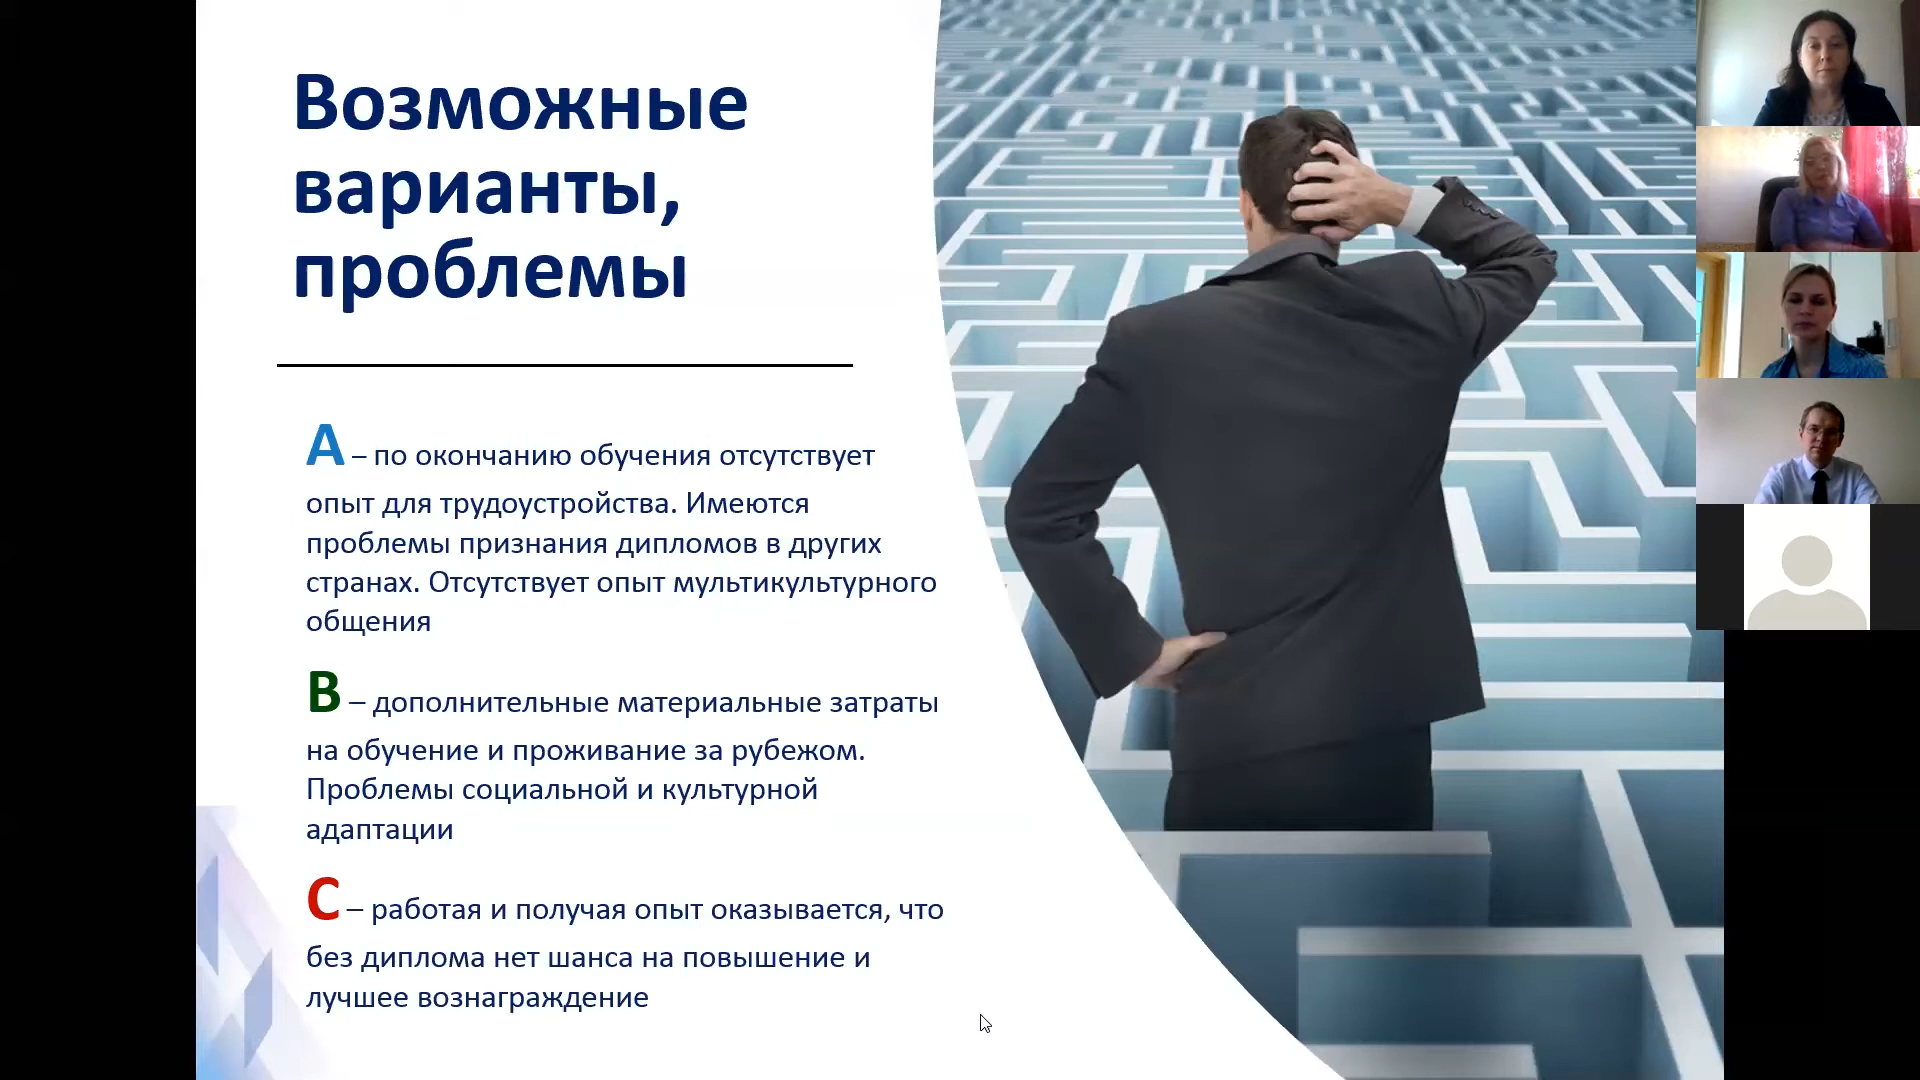 Возможные
варианты,
проблемы
А – по окончанию обучения отсутствует
опыт для трудоустройства. Имеются
проблемы признания дипломов в других
странах. Отсутствует опыт мультикультурного
общения
В – дополнительные материальные затраты
на обучение и проживание за рубежом.
Проблемы социальной и культурной
адаптации
С – работая и получая опыт оказывается, что
без диплома нет шанса на повышение и
лучшее вознаграждение